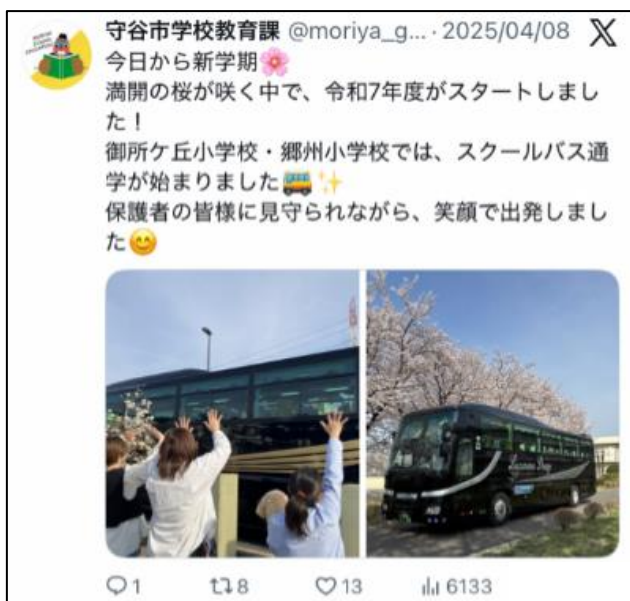 守谷市学校教育課 @moriya_g... · 2025/04/08
今日から新学期🌸
満開の桜が咲く中で、令和7年度がスタートしまし
た!
御所ケ丘小学校・郷州小学校では、スクールバス通
学が始まりました🚌✨
保護者の皆様に見守られながら、笑顔で出発しまし
た😊
1 8 13 6133